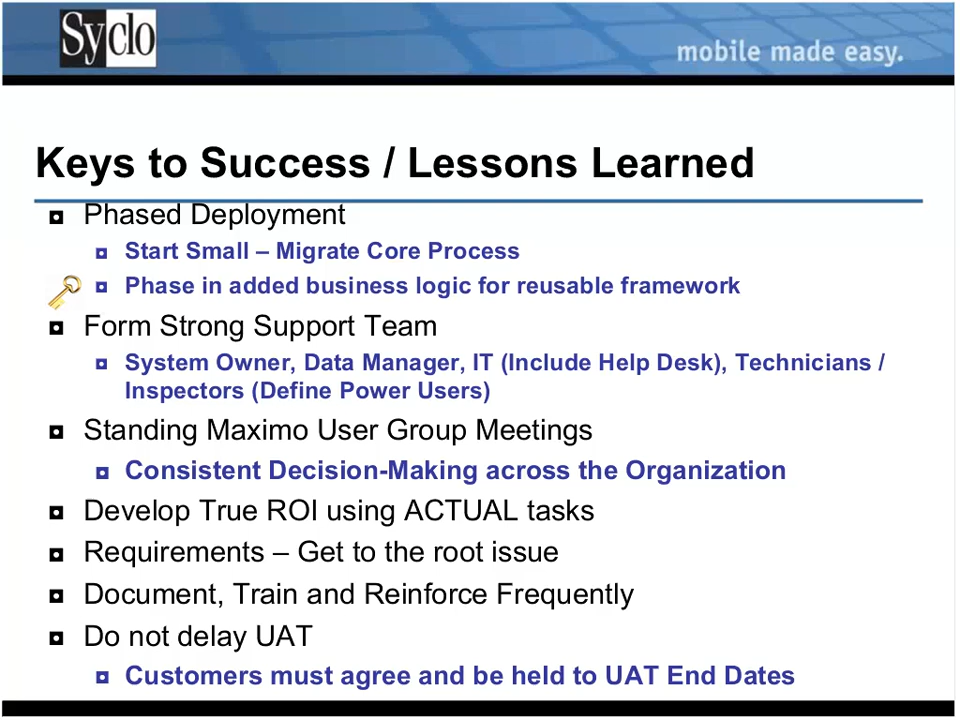 Syclo
mobile made easy.
Keys to Success / Lessons Learned
Phased Deployment
Start Small – Migrate Core Process
Phase in added business logic for reusable framework
Form Strong Support Team
System Owner, Data Manager, IT (Include Help Desk), Technicians /
Inspectors (Define Power Users)
Standing Maximo User Group Meetings
Consistent Decision-Making across the Organization
Develop True ROI using ACTUAL tasks
Requirements – Get to the root issue
Document, Train and Reinforce Frequently
Do not delay UAT
Customers must agree and be held to UAT End Dates